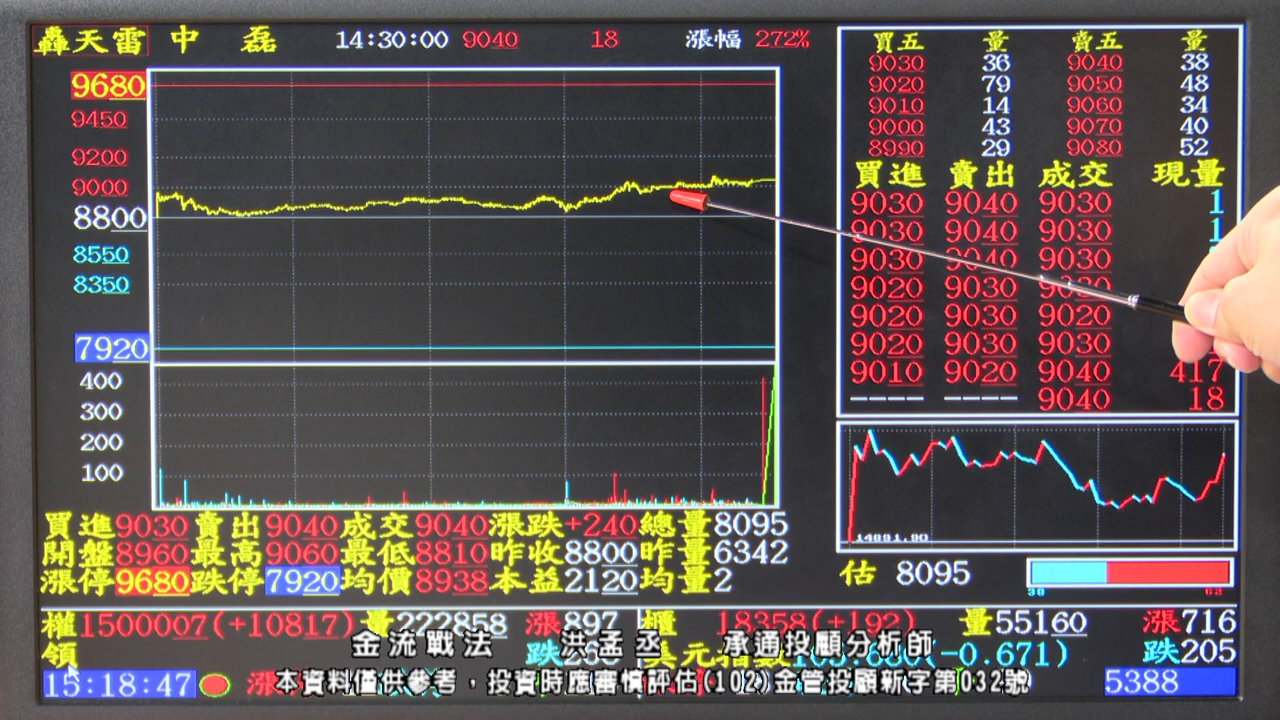 轟天雷 中 磊 14:30:00 9040 18 漲幅 272%
9680
9450
9200
9000
8800
8550
8350
7920
400
300
200
100
買五 量 賣五 量
9030 36 9040 38
9020 79 9050 48
9010 14 9060 34
9000 43 9070 40
8990 29 9080 52
買進 賣出 成交 現量
9030 9040 9030 1
9030 9040 9030 1
9030 9040 9030
9020 9030 9030
9020 9030 9020
9020 9030 9030
9010 9020 9040 417
---- ---- 9040 18
14891.90
買進9030賣出9040成交9040漲跌+240總量8095
開盤8960最高9060最低8810昨收8800昨量6342
漲停9680跌停7920均價8938本益2120均量2
估 8095
38 62
權1500007(+10817)量222858 漲897 櫃 18358(+192) 量55160 漲716
領 跌 美元指數 (-0.671) 跌205
金流戰法 洪孟丞 承通投顧分析師
15:18:47 漲 5388
本資料僅供參考，投資時應審慎評估(102)金管投顧新字第032號